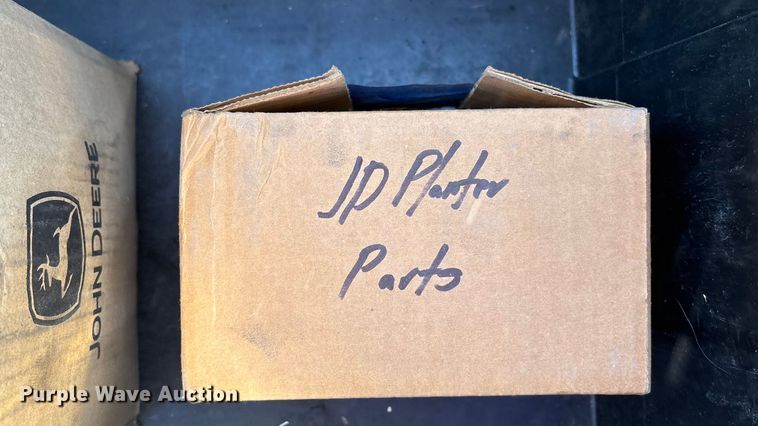 JOHN DEERE
JD Planter
Parts
Purple Wave Auction